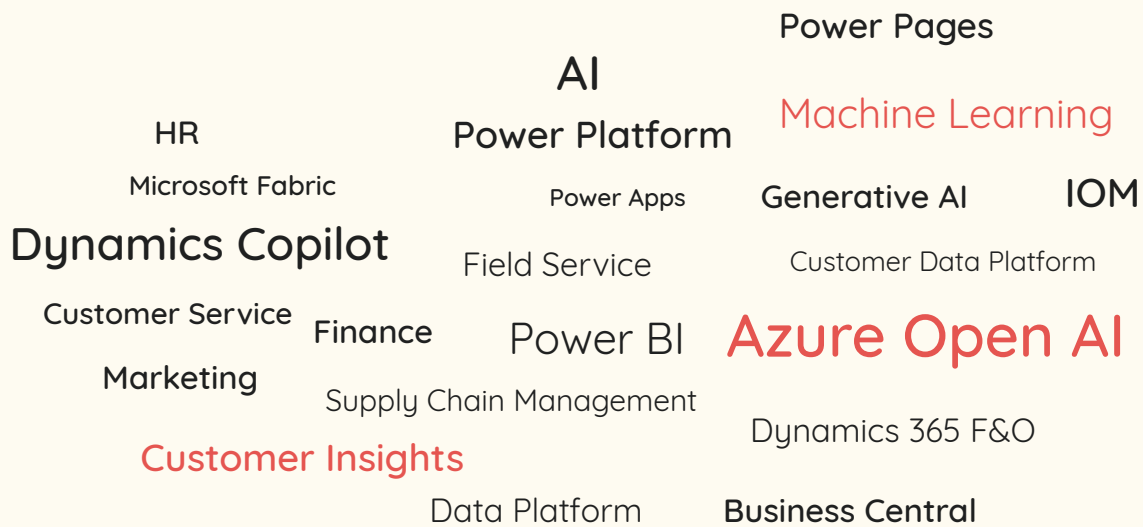 Power Pages
AI
Machine Learning
HR
Power Platform
Microsoft Fabric
Power Apps
Generative AI
IOM
Dynamics Copilot
Field Service
Customer Data Platform
Customer Service
Finance
Power BI
Azure Open AI
Marketing
Supply Chain Management
Dynamics 365 F&O
Customer Insights
Data Platform
Business Central